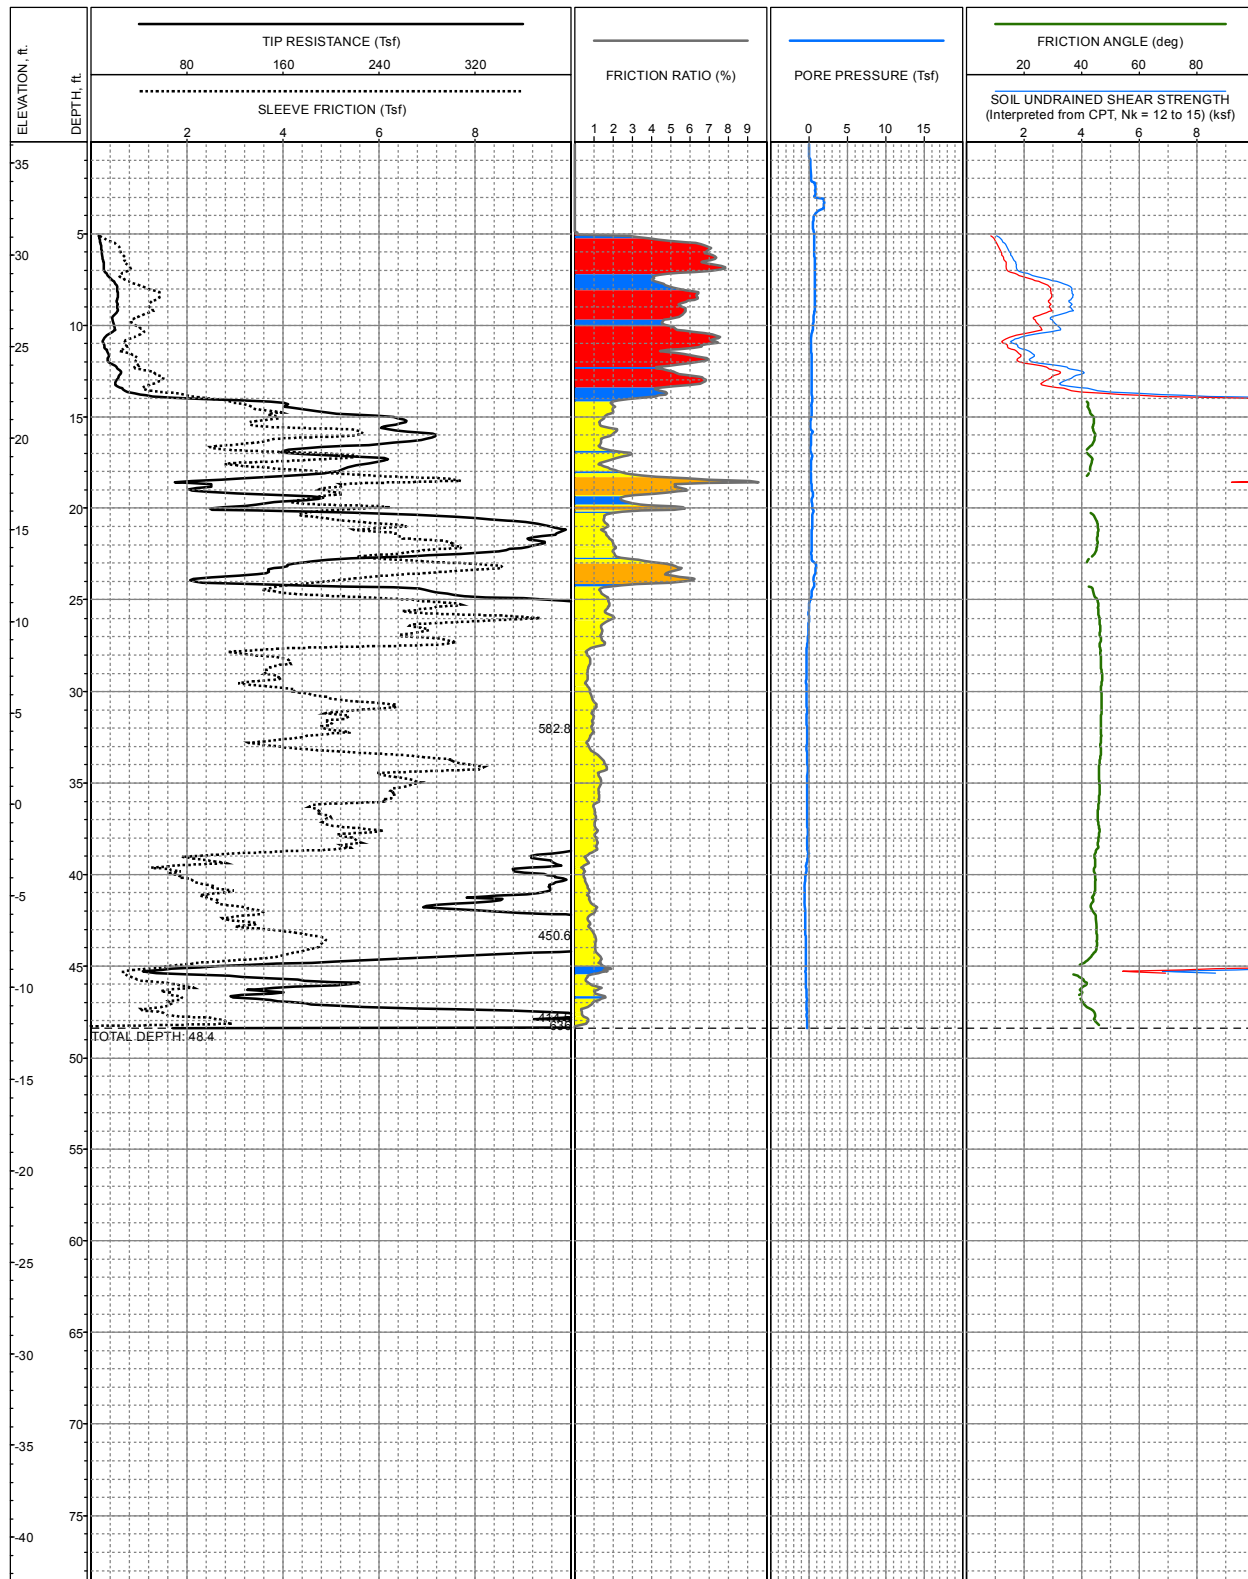 ELEVATION, ft.
DEPTH, ft.
TIP RESISTANCE (Tsf)
80 160 240 320
SLEEVE FRICTION (Tsf)
2 4 6 8
FRICTION RATIO (%)
1 2 3 4 5 6 7 8 9
PORE PRESSURE (Tsf)
0 5 10 15
FRICTION ANGLE (deg)
20 40 60 80
SOIL UNDRAINED SHEAR STRENGTH
(Interpreted from CPT, Nk = 12 to 15) (ksf)
20 40 60 80
35
5
30
10
25
15
20
20
15
25
10
30
5
582.8
35
0
40
-5
450.6
45
-10
TOTAL DEPTH: 48.4
50
-15
55
-20
60
-25
65
-30
70
-35
75
-40